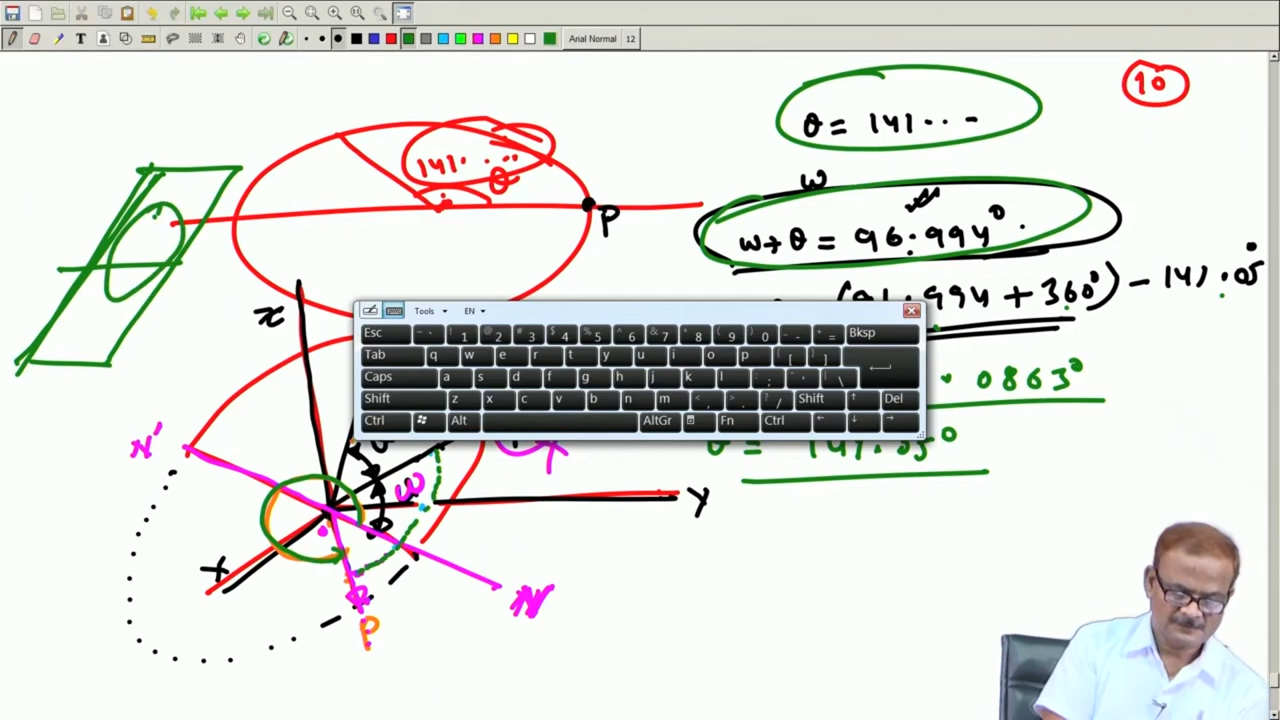 Arial Normal 12
10
θ = 141 · · -
141 · · · ·
θ
ω
P
ω + θ = 96.994°
(96.994 + 360°) - 141.05°
Tools EN
Esc ~ ` ! 1 @ 2 # 3 $ 4 % 5 ^ 6 & 7 * 8 ( 9 ) 0 - - + = Bksp
Tab q w e r t y u i o p { [ } ]
Caps a s d f g h j k l : ; " ' | \
Shift z x c v b n m < , > . ? / Shift ↑ Del
Ctrl Alt AltGr Fn Ctrl ← ↓ →
· 0863°
θ = 141.05°
N'
ω
Y
X
N
P